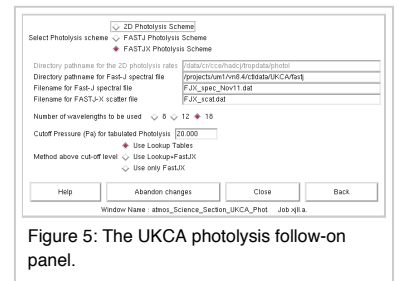 2D Photolysis Scheme
Select Photolysis scheme FASTJ Photolysis Scheme
FASTJX Photolysis Scheme
Directory pathname for the 2D photolysis rates /data/cr/cce/hadcj/tropdata/photol
Directory pathname for Fast-J spectral file /projects/um1/vn8.4/ctldata/UKCA/fastj
Filename for Fast-J spectral file FJX_spec_Nov11.dat
Filename for FASTJ-X scatter file FJX_scat.dat
Number of wavelengths to be used 8 12 18
Cutoff Pressure (Pa) for tabulated Photolysis 20.000
Use Lookup Tables
Method above cut-off level Use Lookup+FastJX
Use only FastJX
Help Abandon changes Close Back
Window Name : atmos_Science_Section_UKCA_Phot Job xjll.a.
Figure 5: The UKCA photolysis follow-on
panel.